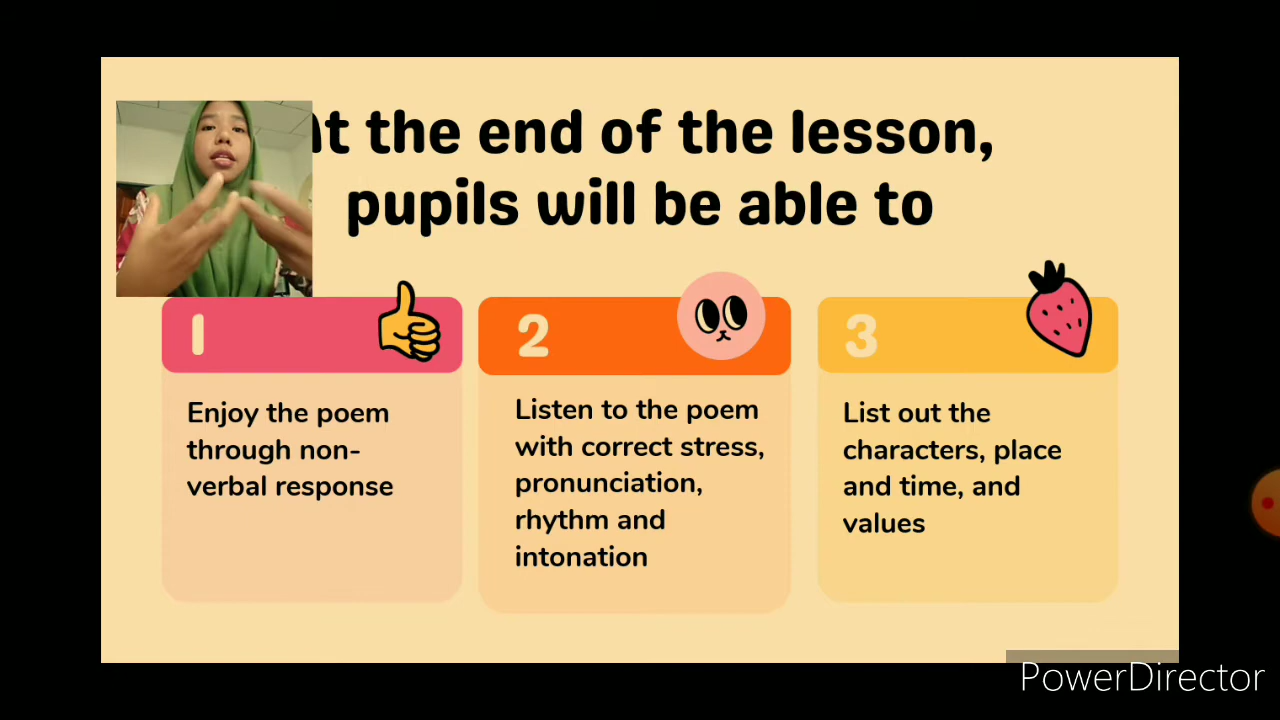 At the end of the lesson,
pupils will be able to
1
Enjoy the poem
through non-
verbal response
2
Listen to the poem
with correct stress,
pronunciation,
rhythm and
intonation
3
List out the
characters, place
and time, and
values
PowerDirector